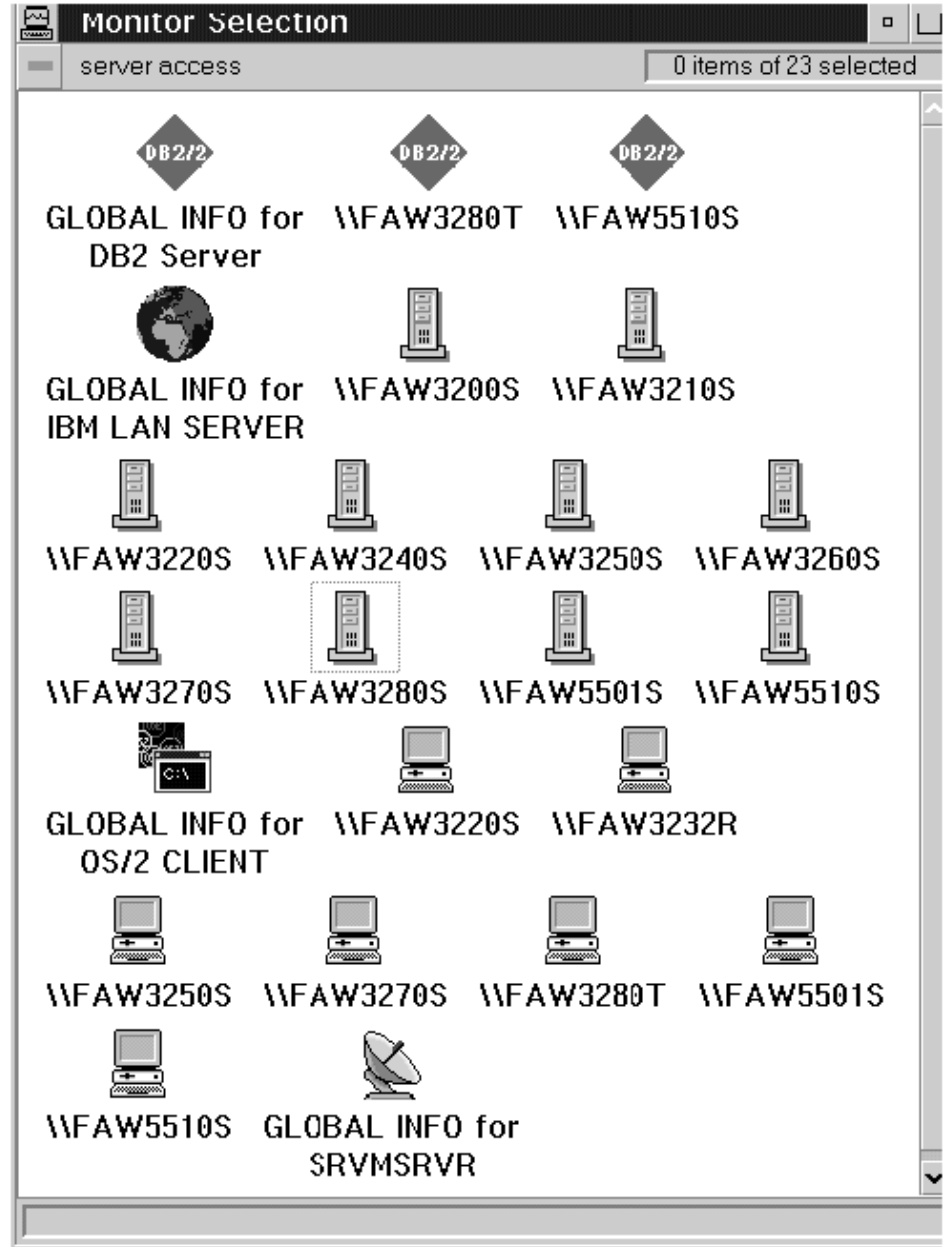 Monitor Selection
server access 0 items of 23 selected
DB2/2 DB2/2 DB2/2
GLOBAL INFO for \\FAW3280T \\FAW5510S
DB2 Server
GLOBAL INFO for \\FAW3200S \\FAW3210S
IBM LAN SERVER
\\FAW3220S \\FAW3240S \\FAW3250S \\FAW3260S
\\FAW3270S \\FAW3280S \\FAW5501S \\FAW5510S
C:\
GLOBAL INFO for \\FAW3220S \\FAW3232R
OS/2 CLIENT
\\FAW3250S \\FAW3270S \\FAW3280T \\FAW5501S
\\FAW5510S GLOBAL INFO for
SRVMSRVR